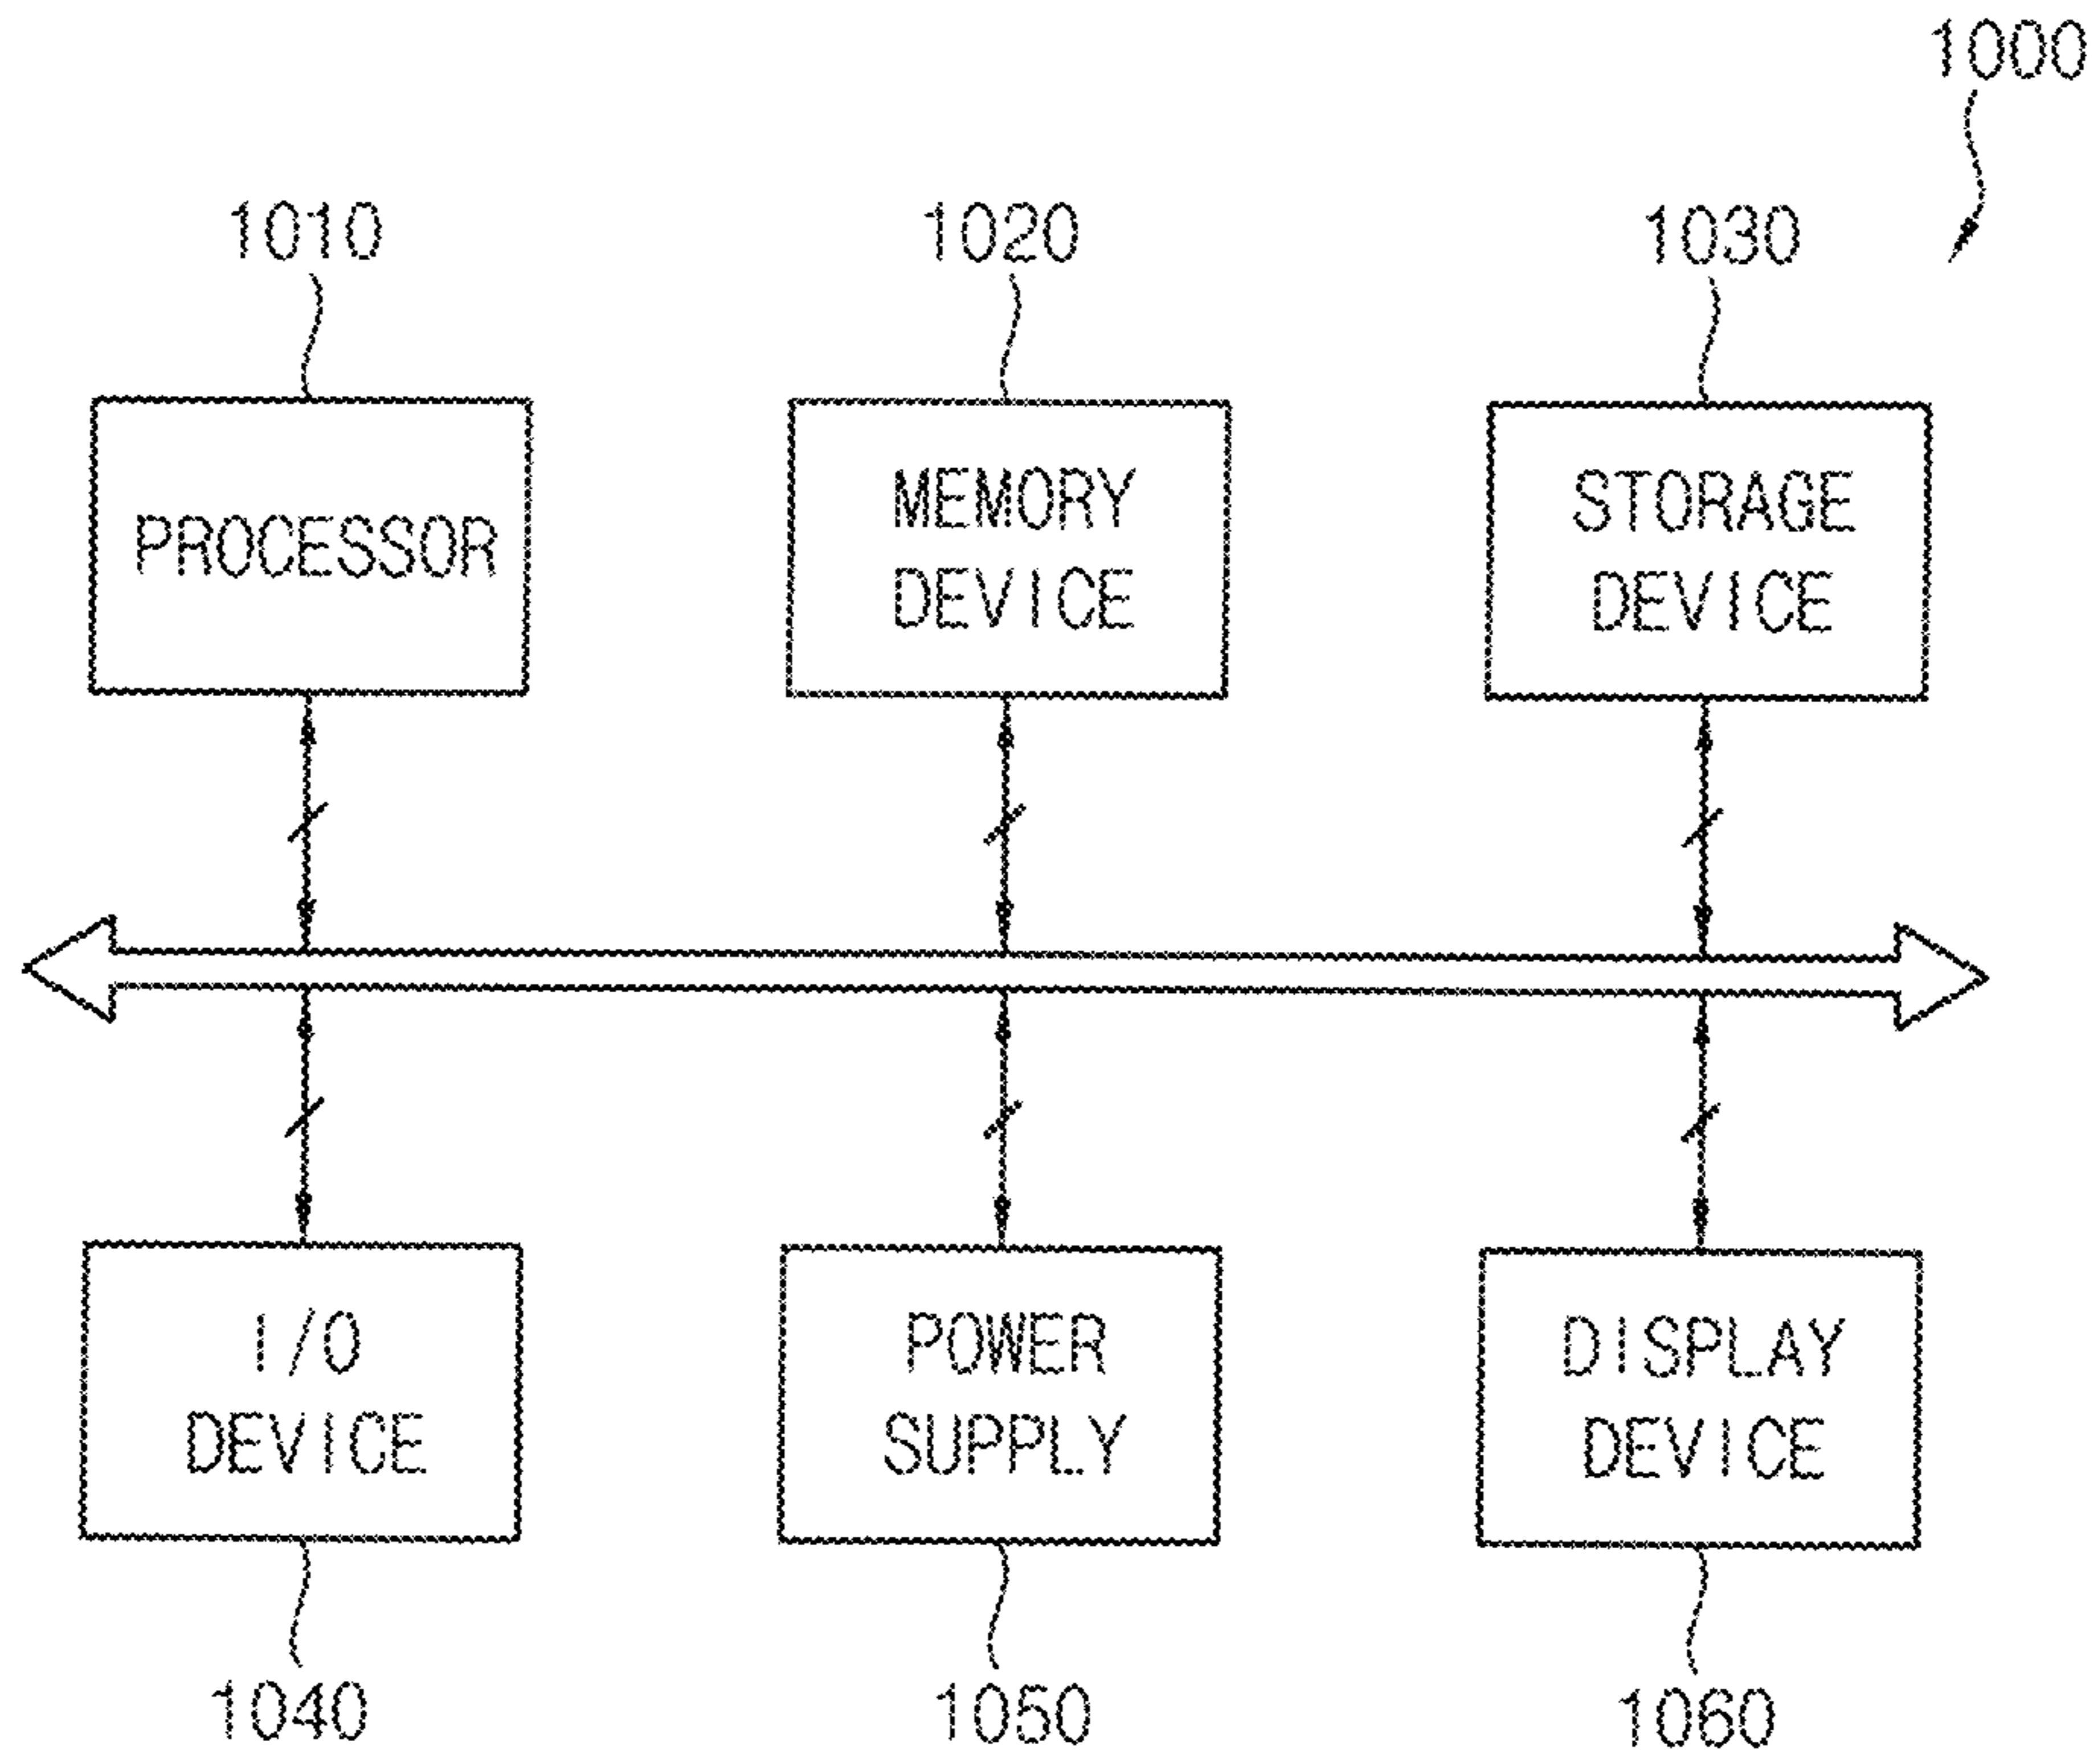 1000
1010
1020
1030
PROCESSOR
MEMORY
DEVICE
STORAGE
DEVICE
I/O
DEVICE
POWER
SUPPLY
DISPLAY
DEVICE
1040
1050
1060